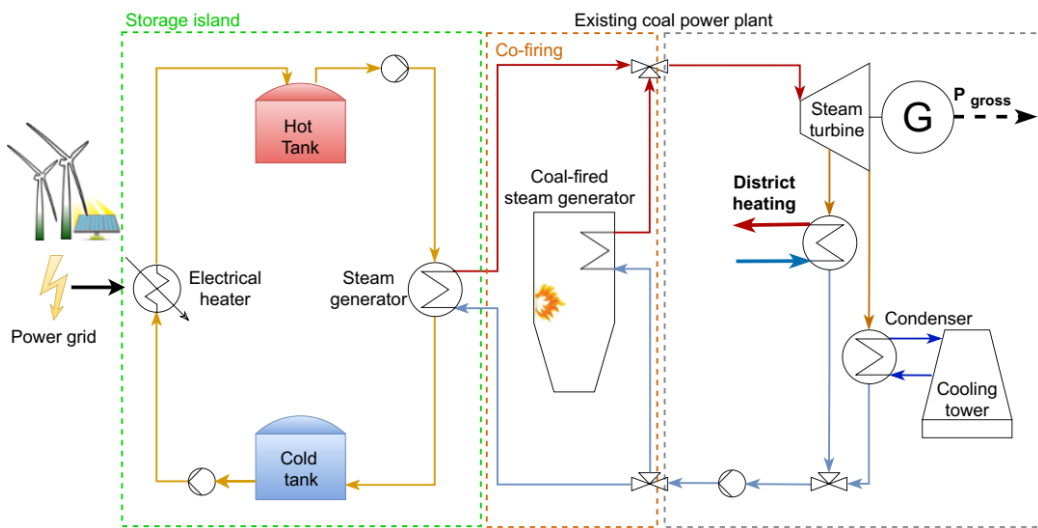 Storage island
Existing coal power plant
Co-firing
Hot
Tank
Steam
turbine
G
P gross
Coal-fired
steam generator
District
heating
Electrical
heater
Steam
generator
Power grid
Condenser
Cooling
tower
Cold
tank